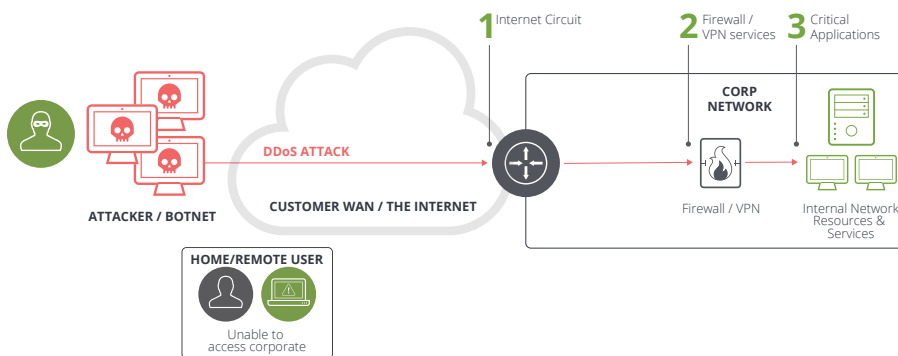 1 Internet Circuit
2 Firewall /
VPN services
3 Critical
Applications
CORP
NETWORK
DDoS ATTACK
CUSTOMER WAN / THE INTERNET
ATTACKER / BOTNET
Firewall / VPN
Internal Network
Resources &
Services
HOME/REMOTE USER
Unable to
access corporate